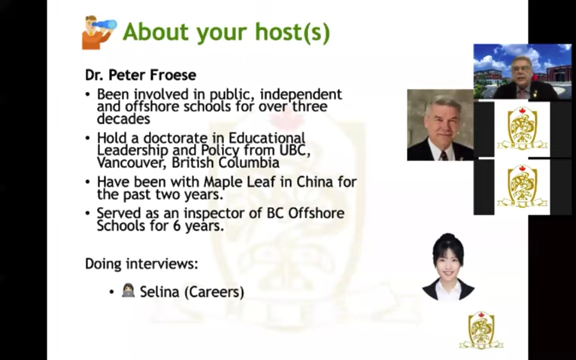 About your host(s)
Dr. Peter Froese
• Been involved in public, independent
and offshore schools for over three
decades
• Hold a doctorate in Educational
Leadership and Policy from UBC,
Vancouver, British Columbia
• Have been with Maple Leaf in China for
the past two years.
• Served as an inspector of BC Offshore
Schools for 6 years.
Doing interviews:
• Selina (Careers)